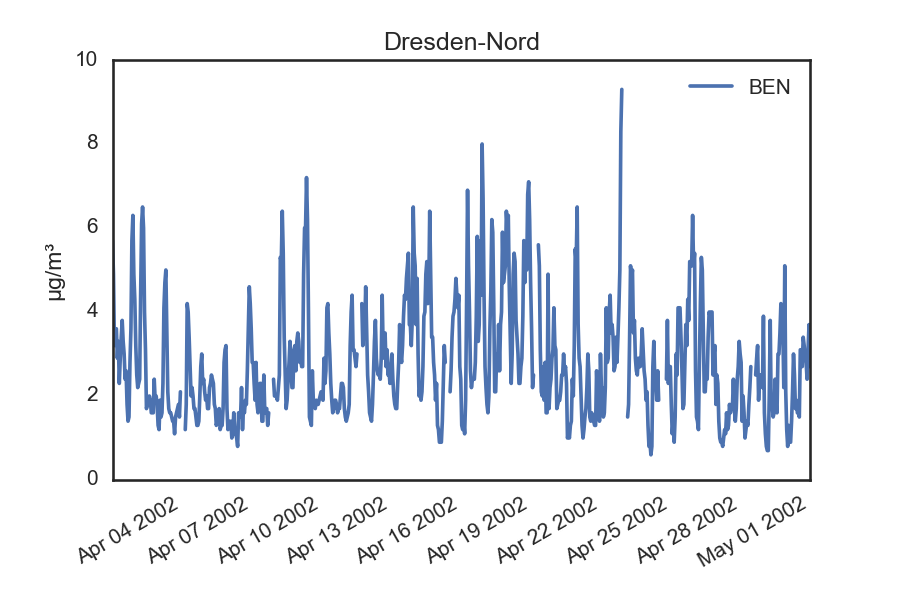 Dresden-Nord
BEN
µg/m³
10
8
6
4
2
0
Apr 04 2002
Apr 07 2002
Apr 10 2002
Apr 13 2002
Apr 16 2002
Apr 19 2002
Apr 22 2002
Apr 25 2002
Apr 28 2002
May 01 2002